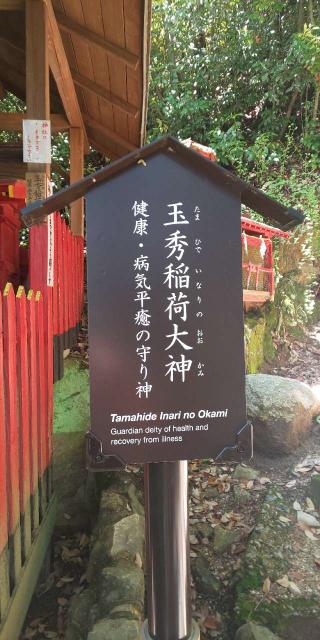 玉秀稲荷大神
たまひでいなりのおおかみ
健康・病気平癒の守り神
Tamahide Inari no Okami
Guardian deity of health and
recovery from illness